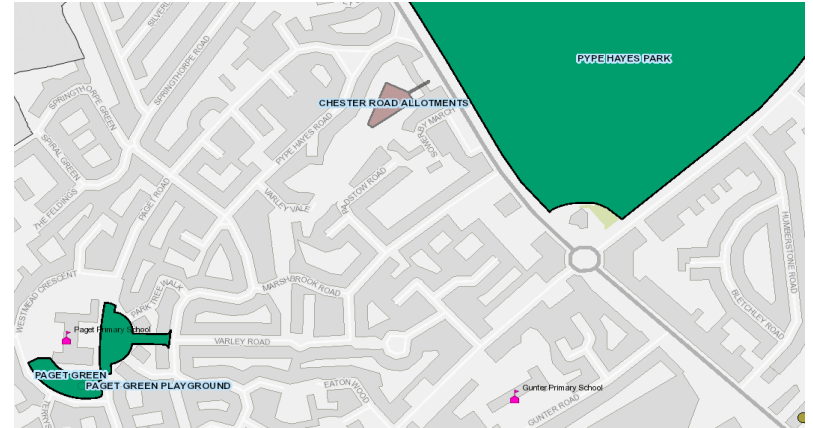 SPRINGTHORPE ROAD
PYPE HAYES PARK
SPRINGTHORPE GREEN
CHESTER ROAD ALLOTMENTS
PYPE HAYES ROAD
SPIRAL GREEN
THE FELDINGS
PAGET ROAD
VARLEY VALE
HUMBERSTONE ROAD
BLETCHLEY ROAD
WESTMEAD CRESCENT
PARK TREE WALK
MARSHBROOK ROAD
Paget Primary School
VARLEY ROAD
PAGET GREEN
PAGET GREEN PLAYGROUND
EATON WOOD
Gunter Primary School
GUNTER ROAD